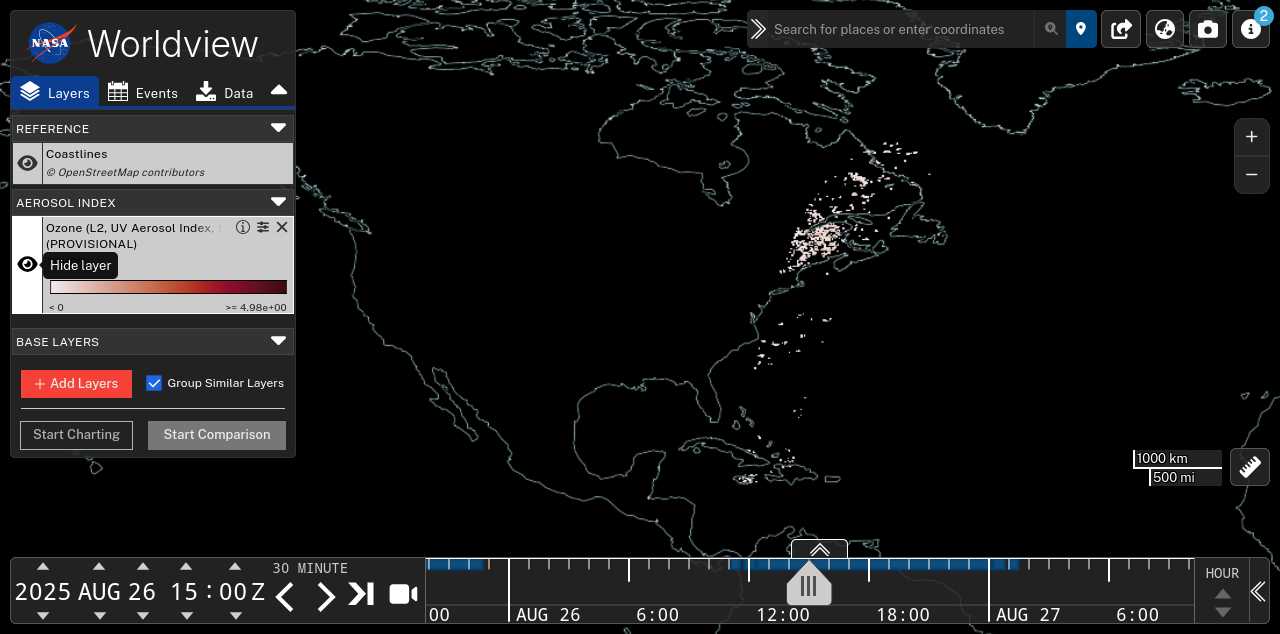 NASA
Worldview
Layers
Events
Data
REFERENCE
Coastlines
© OpenStreetMap contributors
AEROSOL INDEX
Ozone (L2, UV Aerosol Index,
(PROVISIONAL)
Hide layer
< 0
>= 4.98e+00
BASE LAYERS
+ Add Layers
Group Similar Layers
Start Charting
Start Comparison
Search for places or enter coordinates
2
+
−
1000 km
500 mi
2025 AUG 26 15 : 00 Z
30 MINUTE
00
AUG 26
6:00
12:00
18:00
AUG 27
6:00
HOUR